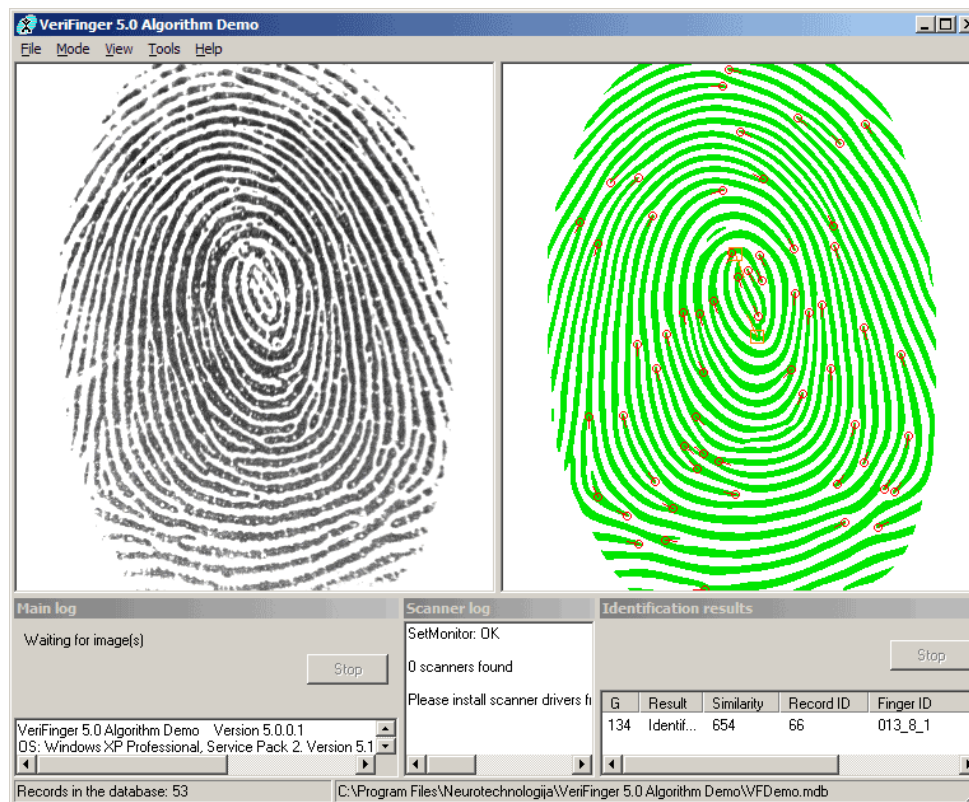 VeriFinger 5.0 Algorithm Demo
File Mode View Tools Help
Main log
Waiting for image(s)
Stop
VeriFinger 5.0 Algorithm Demo Version 5.0.0.1
OS: Windows XP Professional, Service Pack 2. Version 5.1
Scanner log
SetMonitor: OK
0 scanners found
Please install scanner drivers
Identification results
Stop
G Result Similarity Record ID Finger ID
134 Identif... 654 66 013_8_1
Records in the database: 53
C:\Program Files\Neurotechnologija\VeriFinger 5.0 Algorithm Demo\VFDemo.mdb